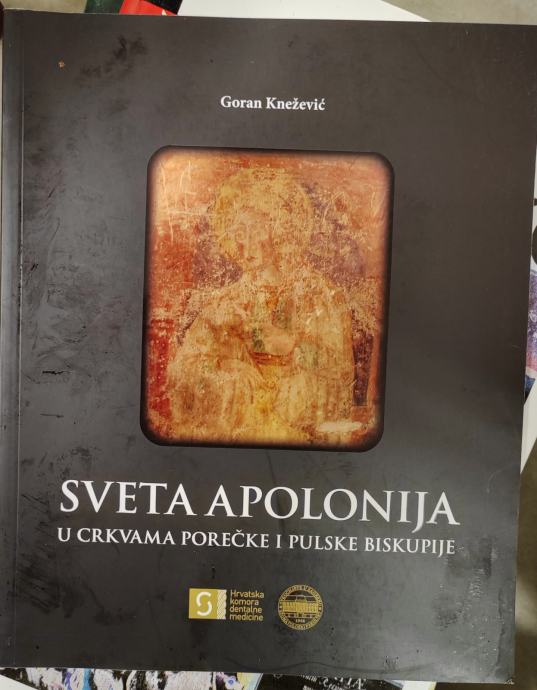 Goran Knežević
SVETA APOLONIJA
U CRKVAMA POREČKE I PULSKE BISKUPIJE
Hrvatska
komora
dentalne
medicine